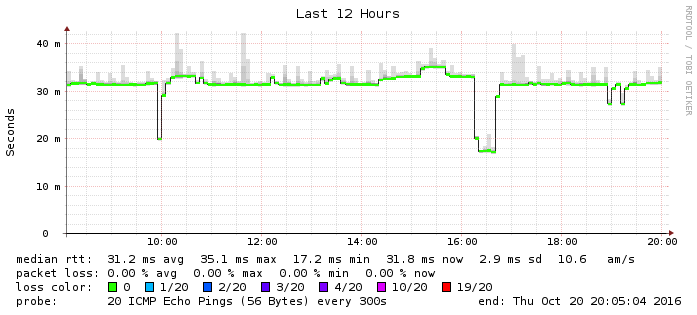 Last 12 Hours
RRDTOOL / TOBI OETIKER
Seconds
40 m
30 m
20 m
10 m
0
10:00 12:00 14:00 16:00 18:00 20:00
median rtt: 31.2 ms avg 35.1 ms max 17.2 ms min 31.8 ms now 2.9 ms sd 10.6 am/s
packet loss: 0.00 % avg 0.00 % max 0.00 % min 0.00 % now
loss color: 0 1/20 2/20 3/20 4/20 10/20 19/20
probe: 20 ICMP Echo Pings (56 Bytes) every 300s end: Thu Oct 20 20:05:04 2016